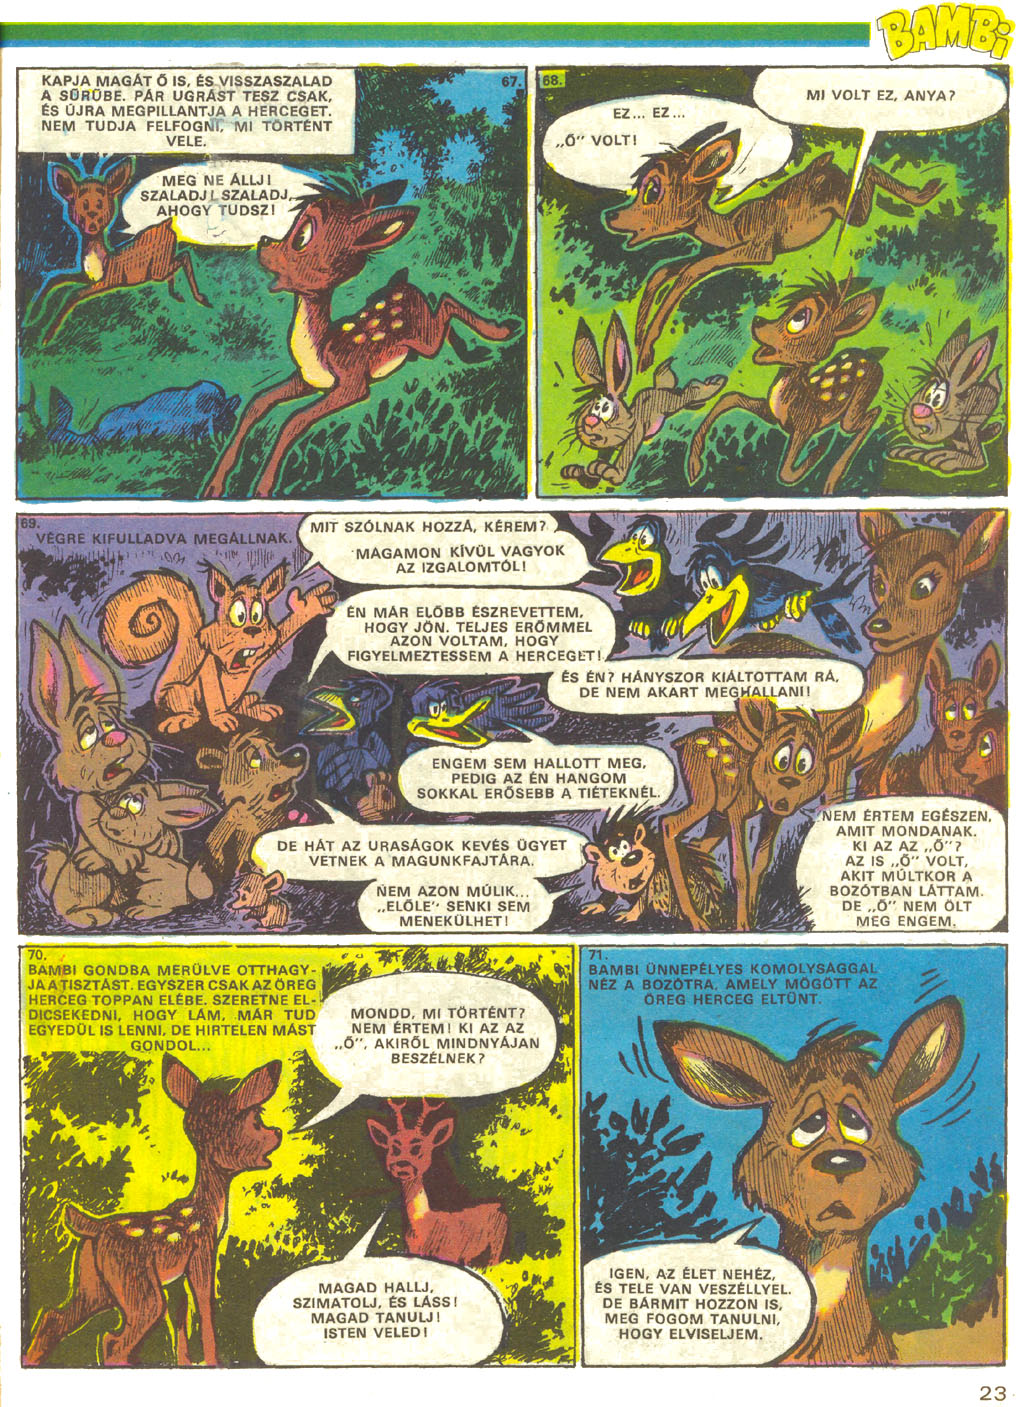 BAMBi
KAPJA MAGÁT Ő IS, ÉS VISSZASZALAD
A SŰRŰBE. PÁR UGRÁST TESZ CSAK,
ÉS ÚJRA MEGPILLANTJA A HERCEGET.
NEM TUDJA FELFOGNI, MI TÖRTÉNT
VELE.
67.
MEG NE ÁLLJ!
SZALADJ, SZALADJ,
AHOGY TUDSZ!
68.
EZ... EZ...
„Ő” VOLT!
MI VOLT EZ, ANYA?
69.
VÉGRE KIFULLADVA MEGÁLLNAK.
MIT SZÓLNAK HOZZÁ, KÉREM?
MAGAMON KÍVÜL VAGYOK
AZ IZGALOMTÓL!
ÉN MÁR ELŐBB ÉSZREVETTEM,
HOGY JÖN. TELJES ERŐMMEL
AZON VOLTAM, HOGY
FIGYELMEZTESSEM A HERCEGET!
ÉS ÉN? HÁNYSZOR KIÁLTOTTAM RÁ,
DE NEM AKART MEGHALLANI!
ENGEM SEM HALLOTT MEG,
PEDIG AZ ÉN HANGOM
SOKKAL ERŐSEBB A TIÉTEKNÉL.
DE HÁT AZ URASÁGOK KEVÉS ÜGYET
VETNEK A MAGUNKFAJTÁRA.
NEM AZON MÚLIK...
„ELŐLE” SENKI SEM
MENEKÜLHET!
NEM ÉRTEM EGÉSZEN,
AMIT MONDANAK.
KI AZ AZ „Ő”?
AZ IS „Ő” VOLT,
AKIT MÚLTKOR A
BOZÓTBAN LÁTTAM.
DE „Ő” NEM ÖLT
MEG ENGEM.
70.
BAMBI GONDBA MERÜLVE OTTHAGY-
JA A TISZTÁST. EGYSZER CSAK AZ ÖREG
HERCEG TOPPAN ELÉBE. SZERETNE EL-
DICSEKEDNI, HOGY LÁM, MÁR TUD
EGYEDÜL IS LENNI, DE HIRTELEN MÁST
GONDOL...
MONDD, MI TÖRTÉNT?
NEM ÉRTEM! KI AZ AZ
„Ő”, AKIRŐL MINDNYÁJAN
BESZÉLNEK?
MAGAD HALLJ,
SZIMATOLJ, ÉS LÁSS!
MAGAD TANULJ!
ISTEN VELED!
71.
BAMBI ÜNNEPÉLYES KOMOLYSÁGGAL
NÉZ A BOZÓTRA, AMELY MÖGÖTT AZ
ÖREG HERCEG ELTŰNT.
IGEN, AZ ÉLET NEHÉZ,
ÉS TELE VAN VESZÉLLYEL.
DE BÁRMIT HOZZON IS,
MEG FOGOM TANULNI,
HOGY ELVISELJEM.
23